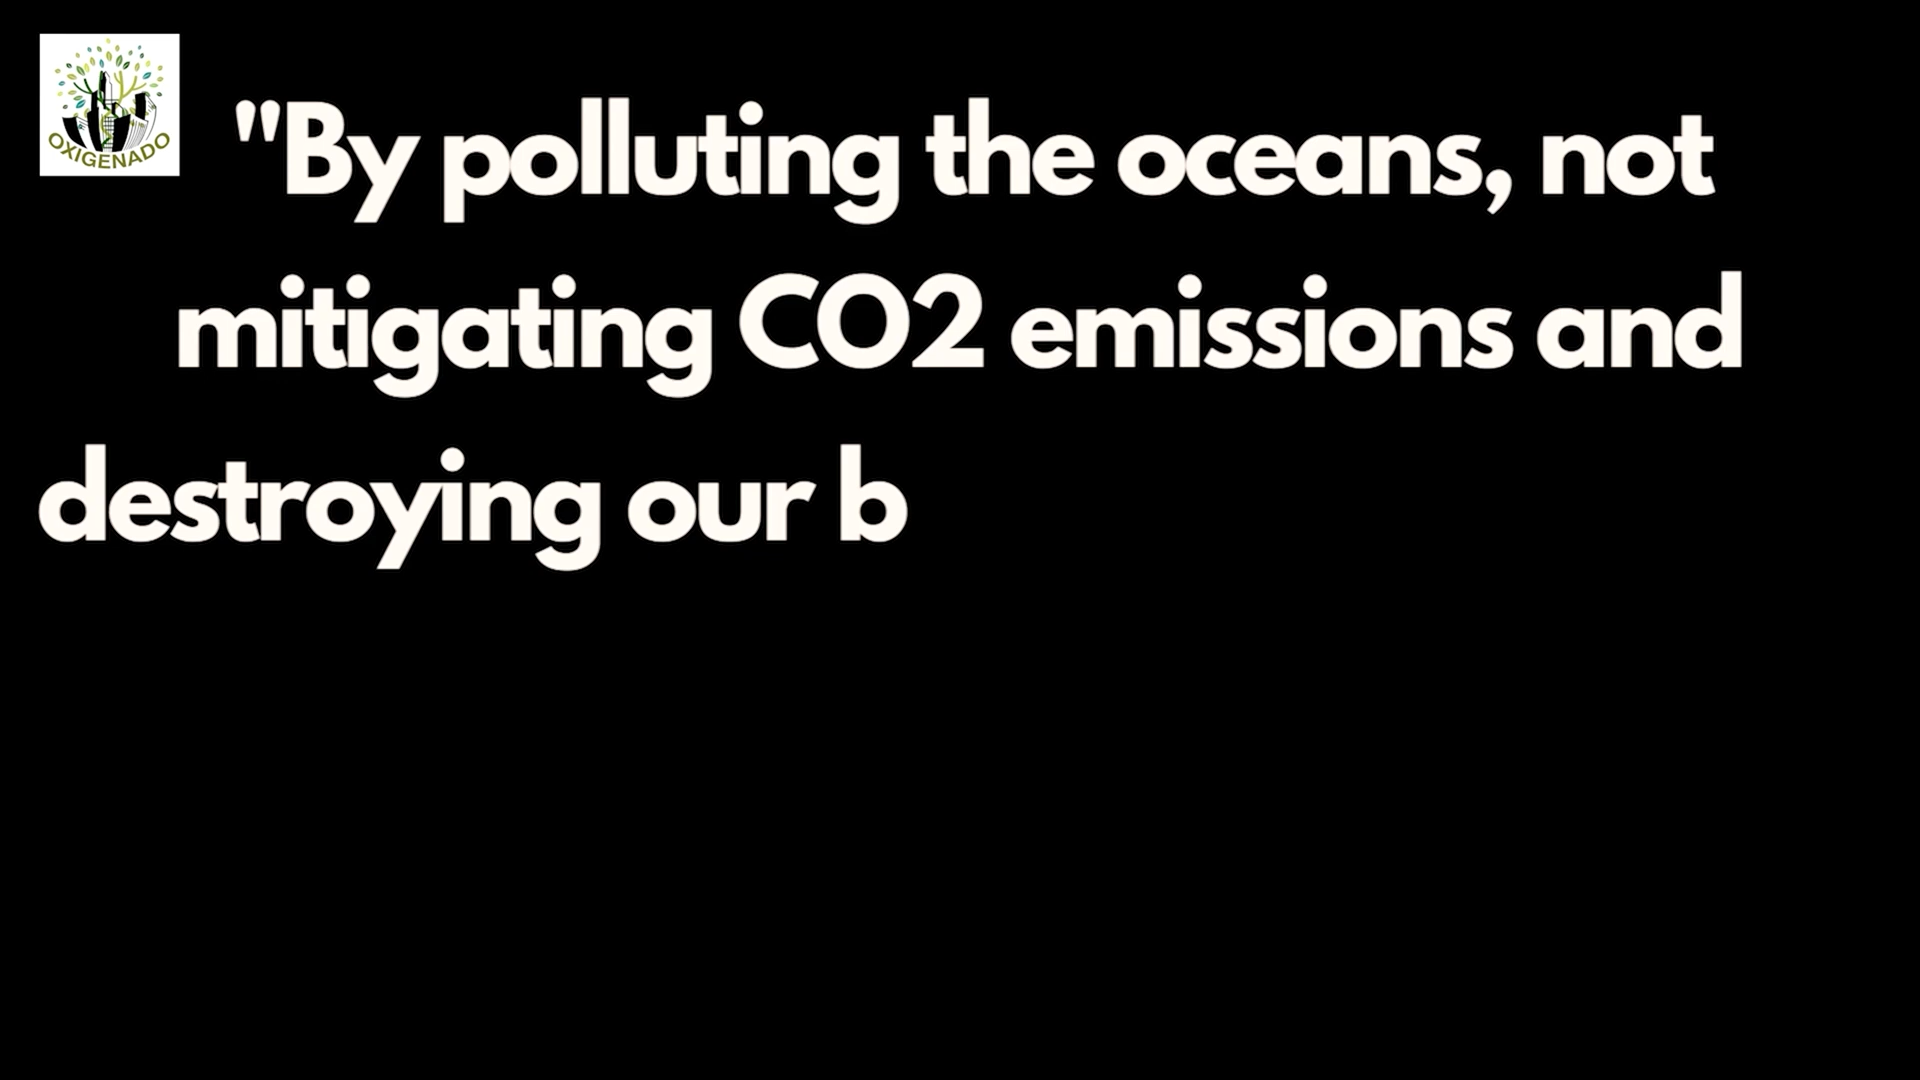 OXIGENADO
"By polluting the oceans, not
mitigating CO2 emissions and
destroying our b